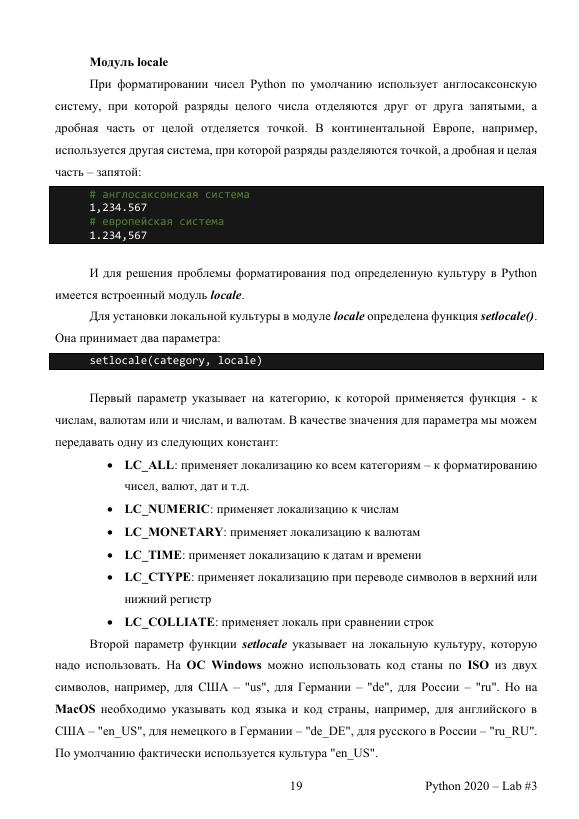 Модуль locale
При форматировании чисел Python по умолчанию использует англосаксонскую
систему, при которой разряды целого числа отделяются друг от друга запятыми, а
дробная часть от целой отделяется точкой. В континентальной Европе, например,
используется другая система, при которой разряды разделяются точкой, а дробная и целая
часть – запятой:
# англосаксонская система
1,234.567
# европейская система
1.234,567
И для решения проблемы форматирования под определенную культуру в Python
имеется встроенный модуль locale.
Для установки локальной культуры в модуле locale определена функция setlocale().
Она принимает два параметра:
setlocale(category, locale)
Первый параметр указывает на категорию, к которой применяется функция - к
числам, валютам или и числам, и валютам. В качестве значения для параметра мы можем
передавать одну из следующих констант:
• LC_ALL: применяет локализацию ко всем категориям – к форматированию
чисел, валют, дат и т.д.
• LC_NUMERIC: применяет локализацию к числам
• LC_MONETARY: применяет локализацию к валютам
• LC_TIME: применяет локализацию к датам и времени
• LC_CTYPE: применяет локализацию при переводе символов в верхний или
нижний регистр
• LC_COLLIATE: применяет локаль при сравнении строк
Второй параметр функции setlocale указывает на локальную культуру, которую
надо использовать. На ОС Windows можно использовать код станы по ISO из двух
символов, например, для США – "us", для Германии – "de", для России – "ru". Но на
MacOS необходимо указывать код языка и код страны, например, для английского в
США – "en_US", для немецкого в Германии – "de_DE", для русского в России – "ru_RU".
По умолчанию фактически используется культура "en_US".
19 Python 2020 – Lab #3